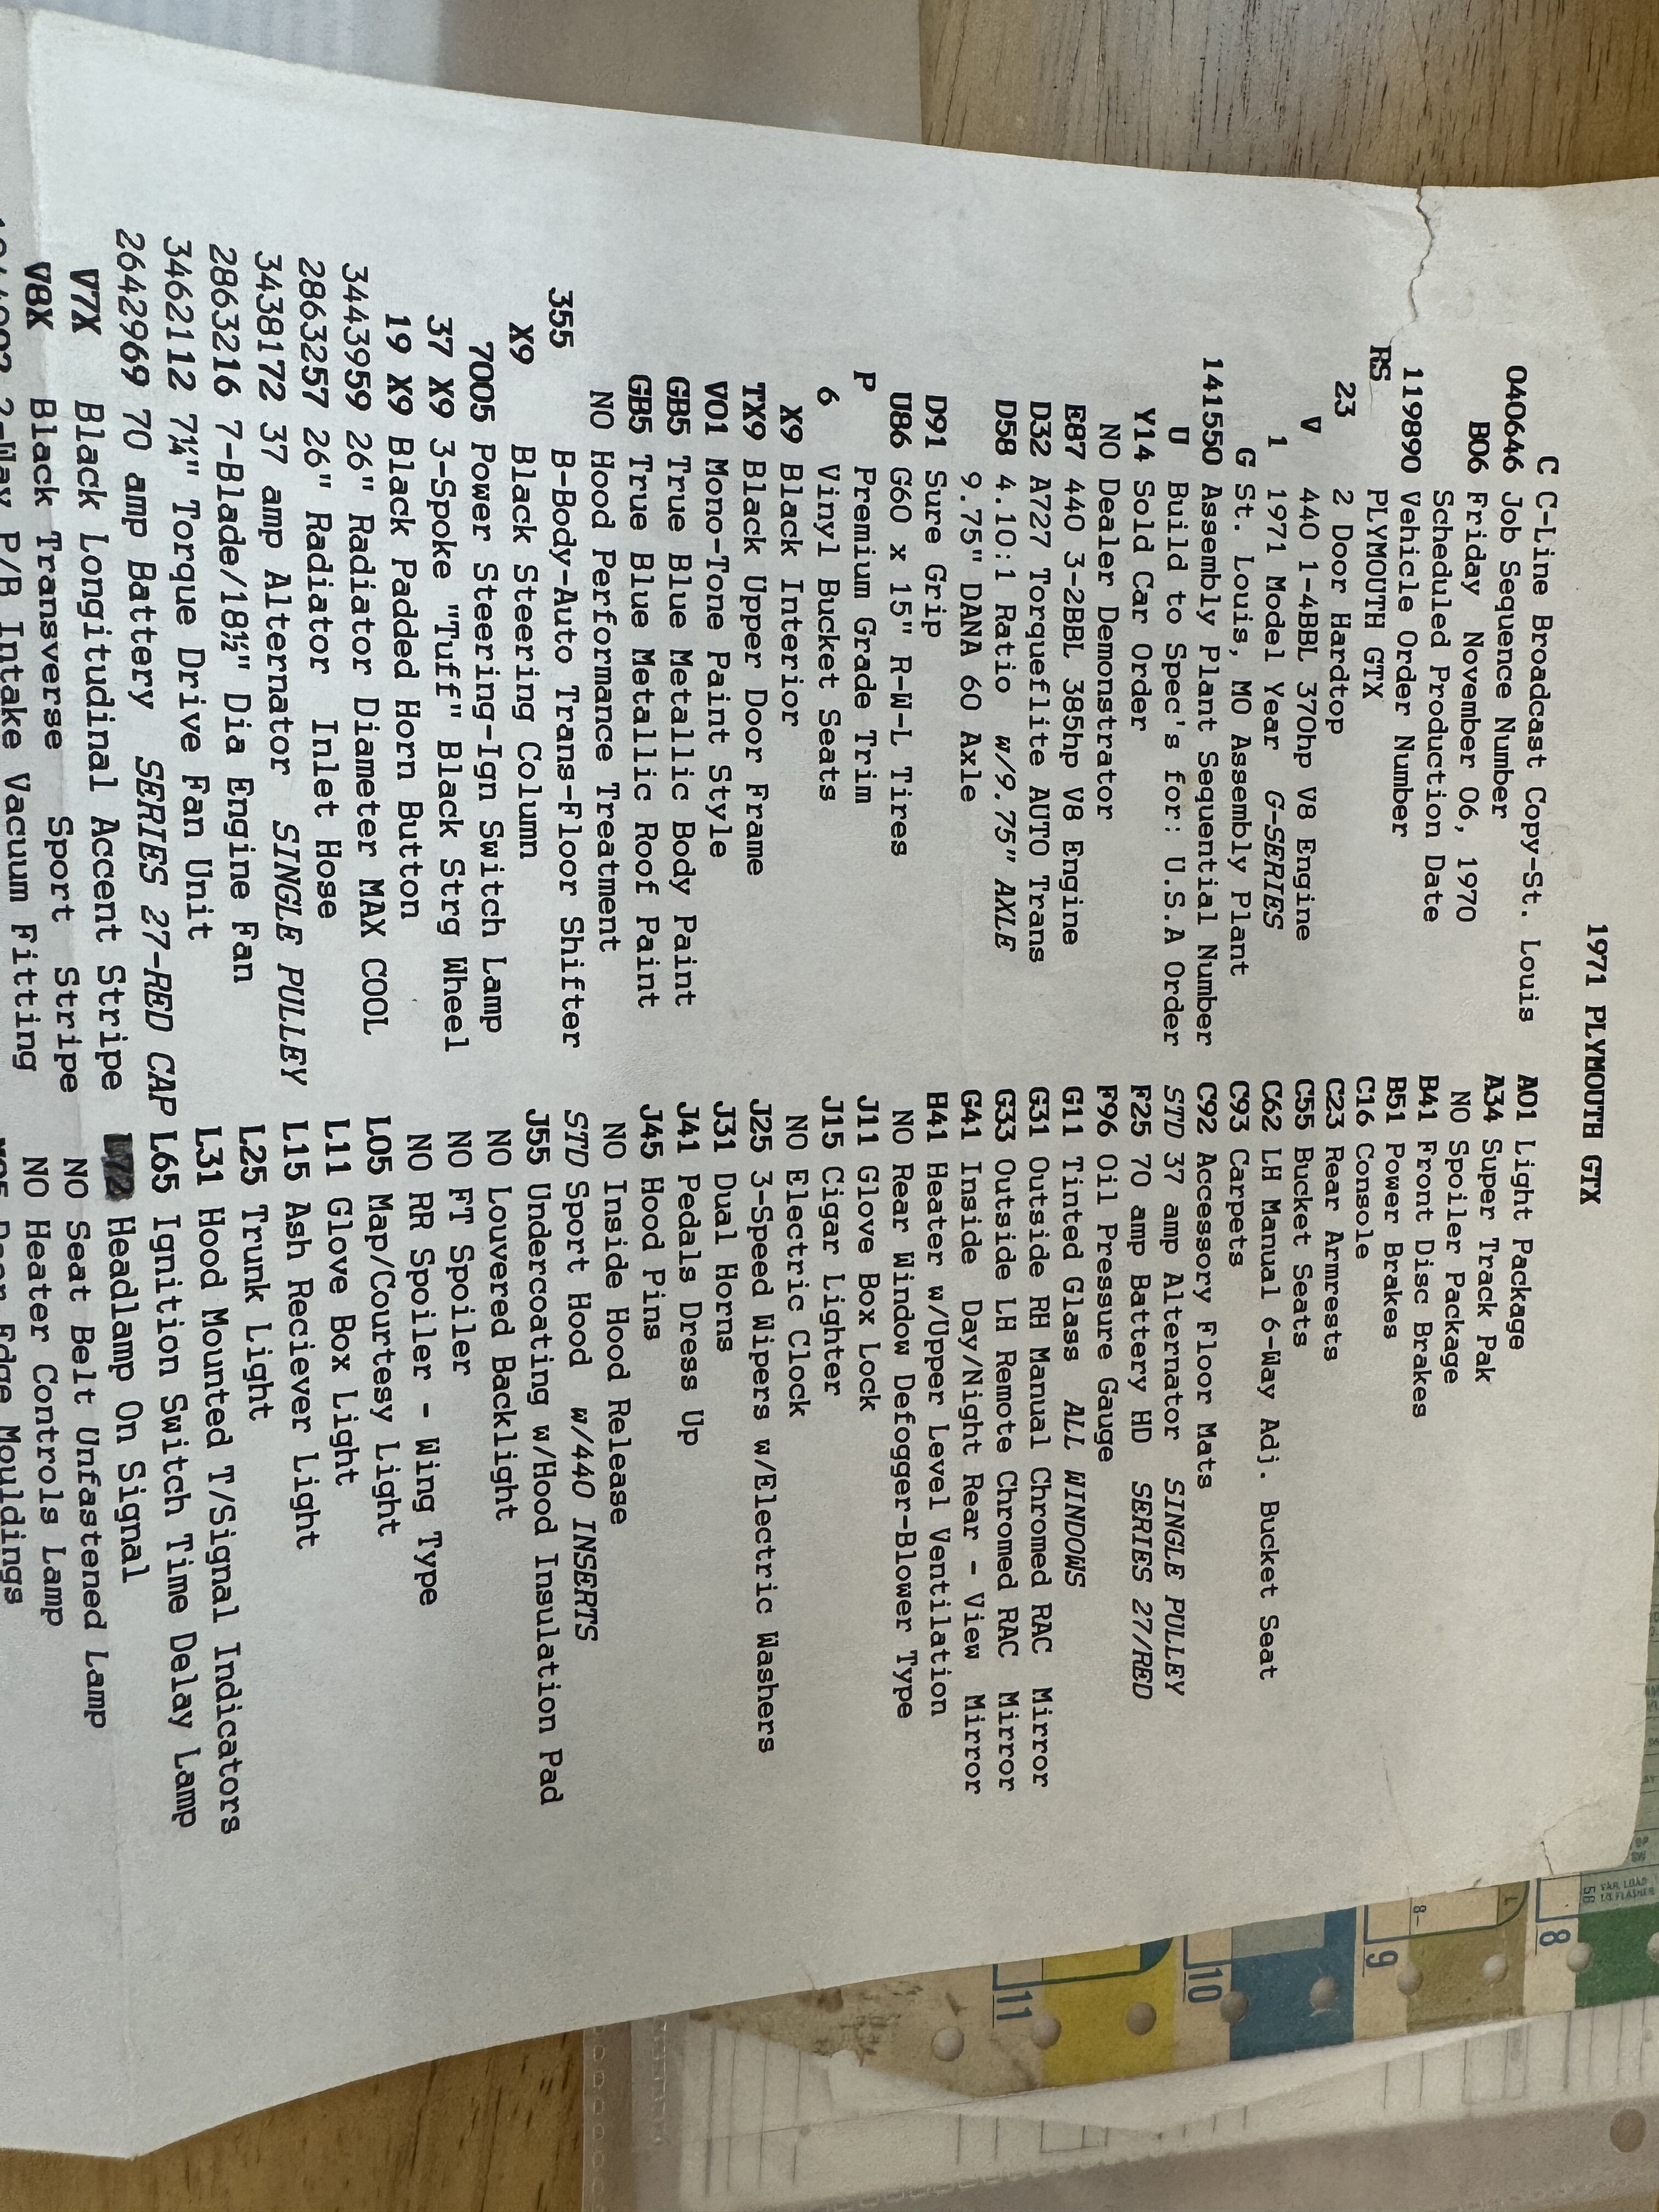 1971 PLYMOUTH GTX
C C-Line Broadcast Copy-St. Louis
040646 Job Sequence Number
B06 Friday November 06, 1970
Scheduled Production Date
119890 Vehicle Order Number
RS PLYMOUTH GTX
23 2 Door Hardtop
V 440 1-4BBL 370hp V8 Engine
1 1971 Model Year G-SERIES
G St. Louis, MO Assembly Plant
141550 Assembly Plant Sequential Number
U Build to Spec's for: U.S.A Order
Y14 Sold Car Order
NO Dealer Demonstrator
E87 440 3-2BBL 385hp V8 Engine
D32 A727 Torqueflite AUTO Trans
D58 4.10:1 Ratio w/9.75" AXLE
9.75" DANA 60 Axle
D91 Sure Grip
U86 G60 x 15" R-W-L Tires
P Premium Grade Trim
6 Vinyl Bucket Seats
X9 Black Interior
TX9 Black Upper Door Frame
V01 Mono-Tone Paint Style
GB5 True Blue Metallic Body Paint
GB5 True Blue Metallic Roof Paint
NO Hood Performance Treatment
355 B-Body-Auto Trans-Floor Shifter
X9 Black Steering Column
7005 Power Steering-Ign Switch Lamp
37 X9 3-Spoke "Tuff" Black Strg Wheel
19 X9 Black Padded Horn Button
3443959 26" Radiator Diameter MAX COOL
2863257 26" Radiator Inlet Hose
3438172 37 amp Alternator SINGLE PULLEY
2863216 7-Blade/18½" Dia Engine Fan
3462112 7¼" Torque Drive Fan Unit
2642969 70 amp Battery SERIES 27-RED CAP
V7X Black Longitudinal Accent Stripe
V8X Black Transverse Sport Stripe
2-Way P/B Intake Vacuum Fitting
A01 Light Package
A34 Super Track Pak
NO Spoiler Package
B41 Front Disc Brakes
B51 Power Brakes
C16 Console
C23 Rear Armrests
C55 Bucket Seats
C62 LH Manual 6-Way Adj. Bucket Seat
C93 Carpets
C92 Accessory Floor Mats
STD 37 amp Alternator SINGLE PULLEY
F25 70 amp Battery HD SERIES 27/RED
F96 Oil Pressure Gauge
G11 Tinted Glass ALL WINDOWS
G31 Outside RH Manual Chromed RAC Mirror
G33 Outside LH Remote Chromed RAC Mirror
G41 Inside Day/Night Rear - View Mirror
H41 Heater w/Upper Level Ventilation
NO Rear Window Defogger-Blower Type
J11 Glove Box Lock
J15 Cigar Lighter
NO Electric Clock
J25 3-Speed Wipers w/Electric Washers
J31 Dual Horns
J41 Pedals Dress Up
J45 Hood Pins
NO Inside Hood Release
STD Sport Hood w/440 INSERTS
J55 Undercoating w/Hood Insulation Pad
NO Louvered Backlight
NO FT Spoiler
NO RR Spoiler - Wing Type
L05 Map/Courtesy Light
L11 Glove Box Light
L15 Ash Reciever Light
L25 Trunk Light
L31 Hood Mounted T/Signal Indicators
L65 Ignition Switch Time Delay Lamp
Headlamp On Signal
NO Seat Belt Unfastened Lamp
NO Heater Controls Lamp
Door Edge Mouldings
8
9
10
11